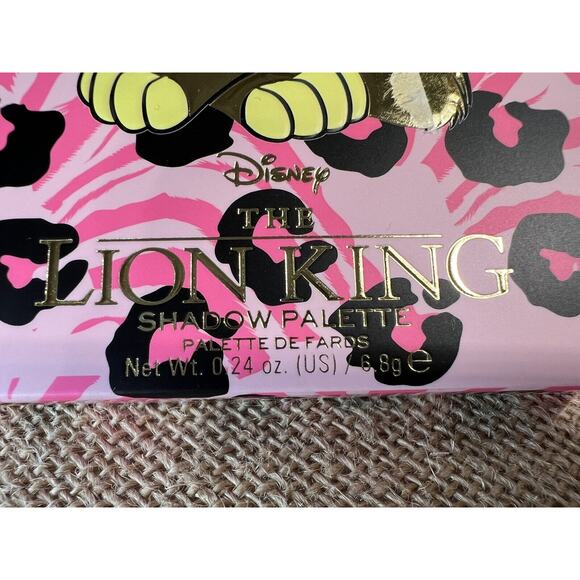 Disney
THE
LION KING
SHADOW PALETTE
PALETTE DE FARDS
Net Wt. 0.24 oz. (US) / 6.8g ℮